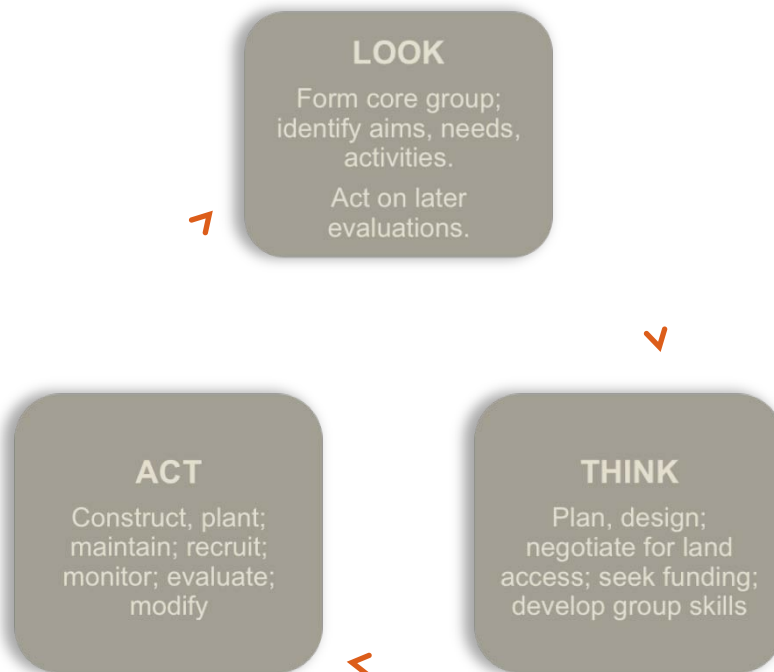 LOOK
Form core group;
identify aims, needs,
activities.
Act on later
evaluations.
ACT
Construct, plant;
maintain; recruit;
monitor; evaluate;
modify
THINK
Plan, design;
negotiate for land
access; seek funding;
develop group skills